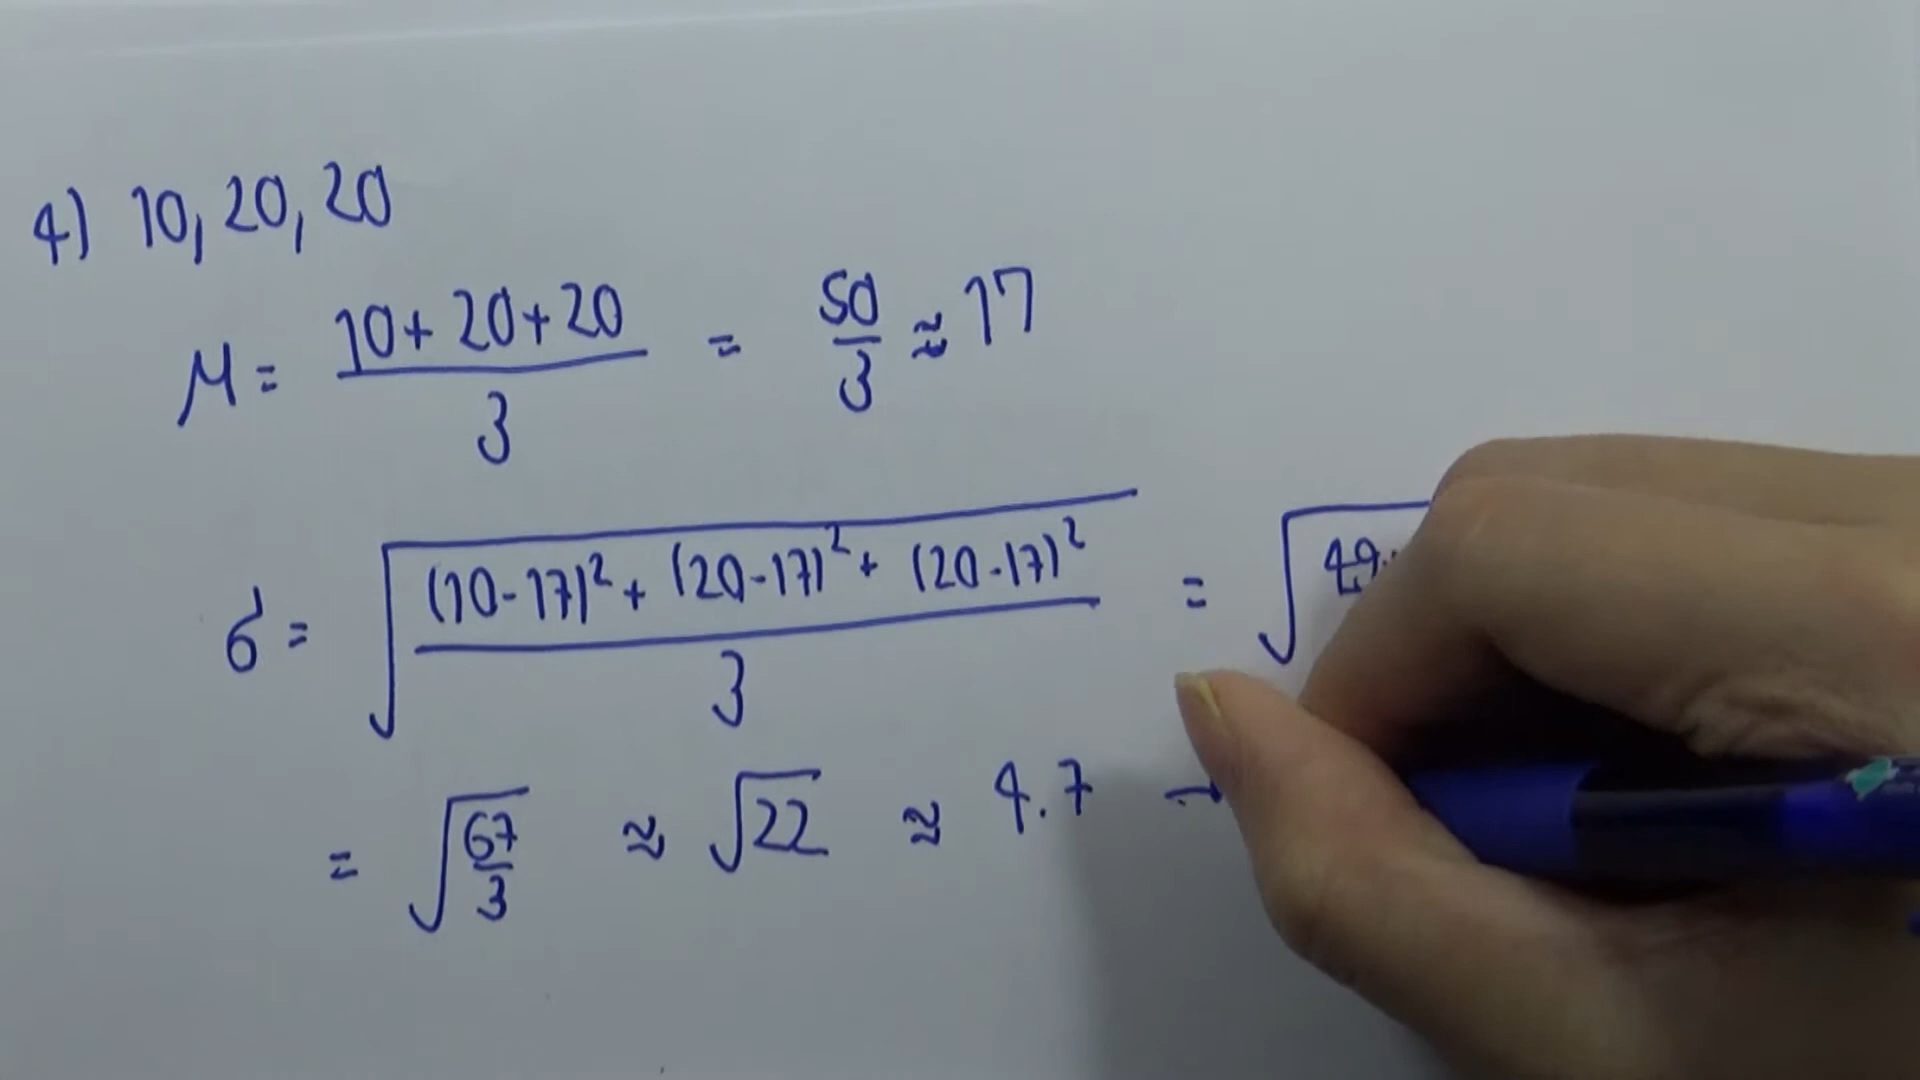 4) 10, 20, 20
μ = (10 + 20 + 20)/3 = 50/3 ≈ 17
σ = √(((10-17)² + (20-17)² + (20-17)²)/3) = √ 49
= √(67/3) ≈ √22 ≈ 4.7 →